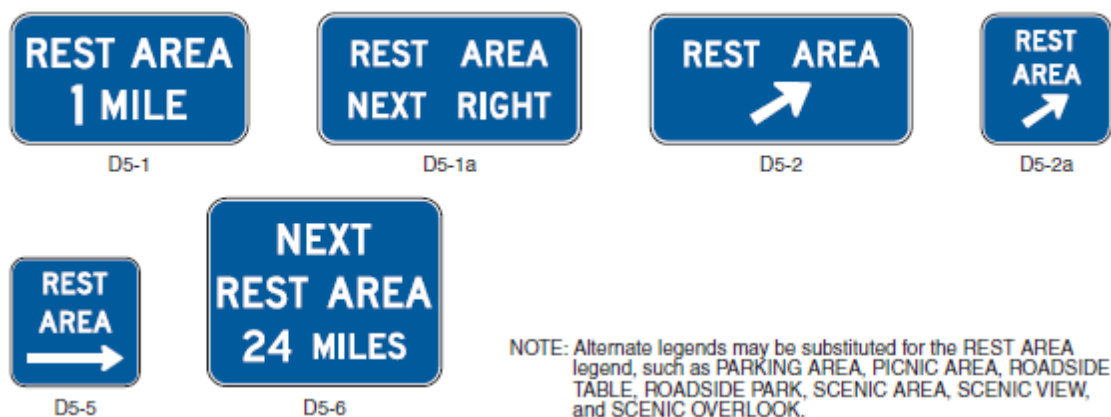 REST AREA
1 MILE
D5-1
REST AREA
NEXT RIGHT
D5-1a
REST AREA
D5-2
REST
AREA
D5-2a
REST
AREA
D5-5
NEXT
REST AREA
24 MILES
D5-6
NOTE: Alternate legends may be substituted for the REST AREA
legend, such as PARKING AREA, PICNIC AREA, ROADSIDE
TABLE, ROADSIDE PARK, SCENIC AREA, SCENIC VIEW,
and SCENIC OVERLOOK.